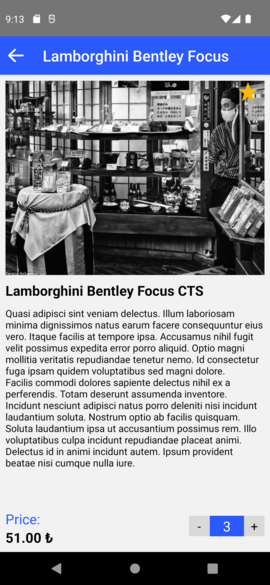 9:13
Lamborghini Bentley Focus
Lamborghini Bentley Focus CTS
Quasi adipisci sint veniam delectus. Illum laboriosam
minima dignissimos natus earum facere consequuntur eius
vero. Itaque facilis at tempore ipsa. Accusamus nihil fugit
velit possimus expedita error porro aliquid. Optio magni
mollitia veritatis repudiandae tenetur nemo. Id consectetur
fuga ipsam quidem voluptatibus sed magni dolore.
Facilis commodi dolores sapiente delectus nihil ex a
perferendis. Totam deserunt assumenda inventore.
Incidunt nesciunt adipisci natus porro deleniti nisi incidunt
laudantium soluta. Nostrum optio ab facilis quisquam.
Soluta laudantium ipsa ut accusantium possimus rem. Illo
voluptatibus culpa incidunt repudiandae placeat animi.
Delectus id in animi incidunt autem. Ipsum provident
beatae nisi cumque nulla iure.
Price:
51.00 ₺
- 3 +